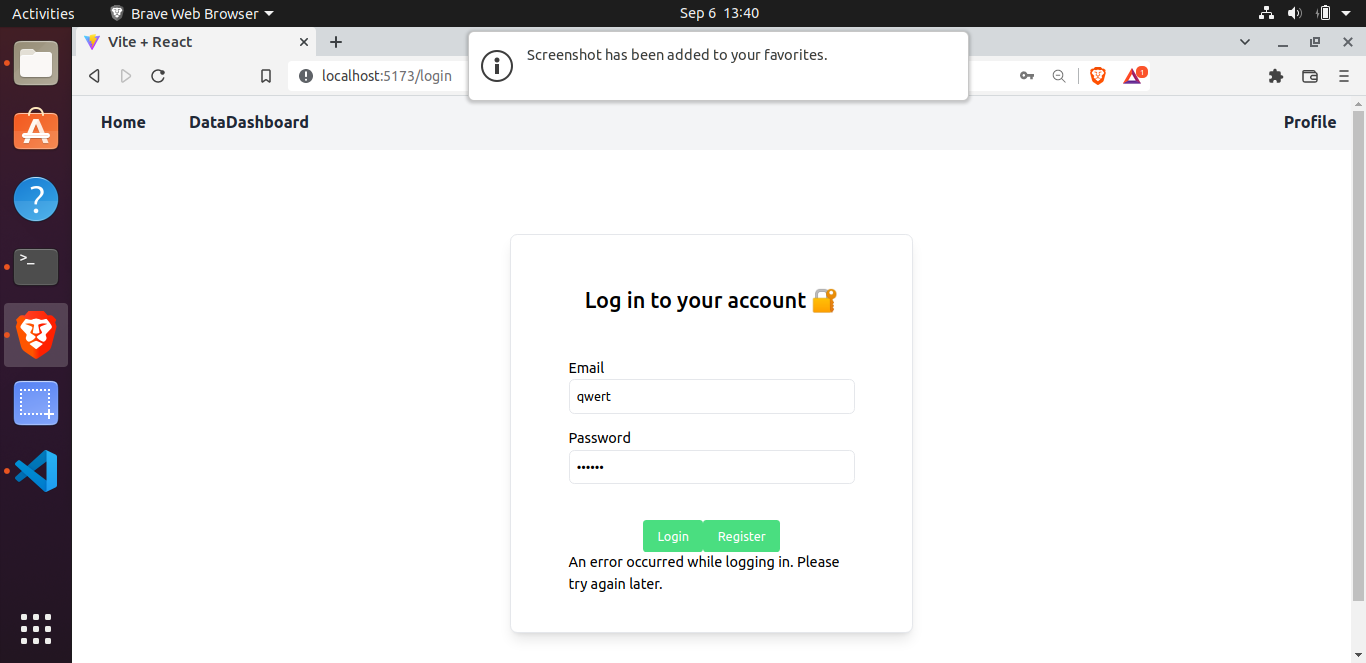 Activities
Brave Web Browser
Sep 6 13:40
Vite + React
Screenshot has been added to your favorites.
localhost:5173/login
1
Home
DataDashboard
Profile
Log in to your account 🔐
Email
qwert
Password
••••••
Login
Register
An error occurred while logging in. Please
try again later.